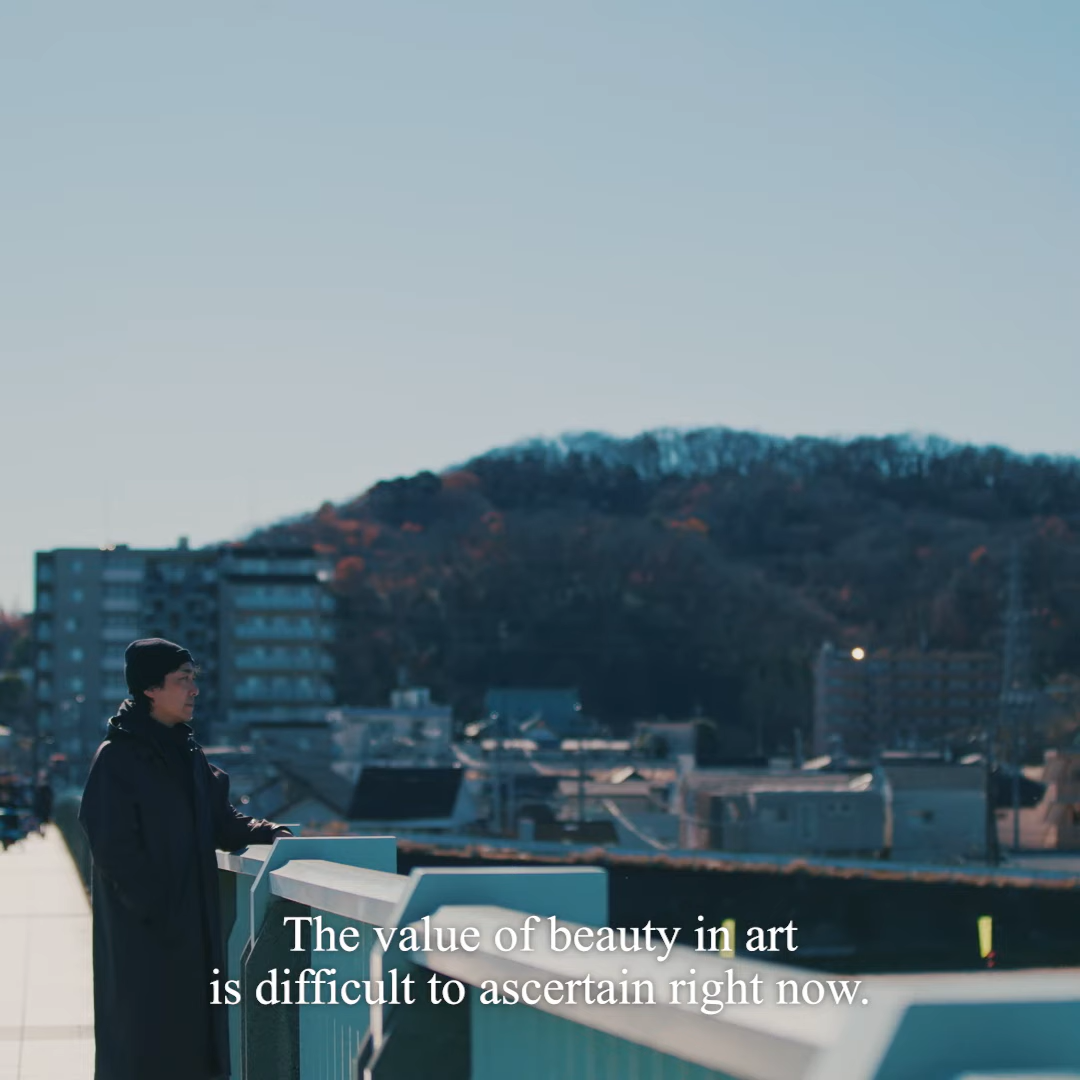 The value of beauty in art
is difficult to ascertain right now.